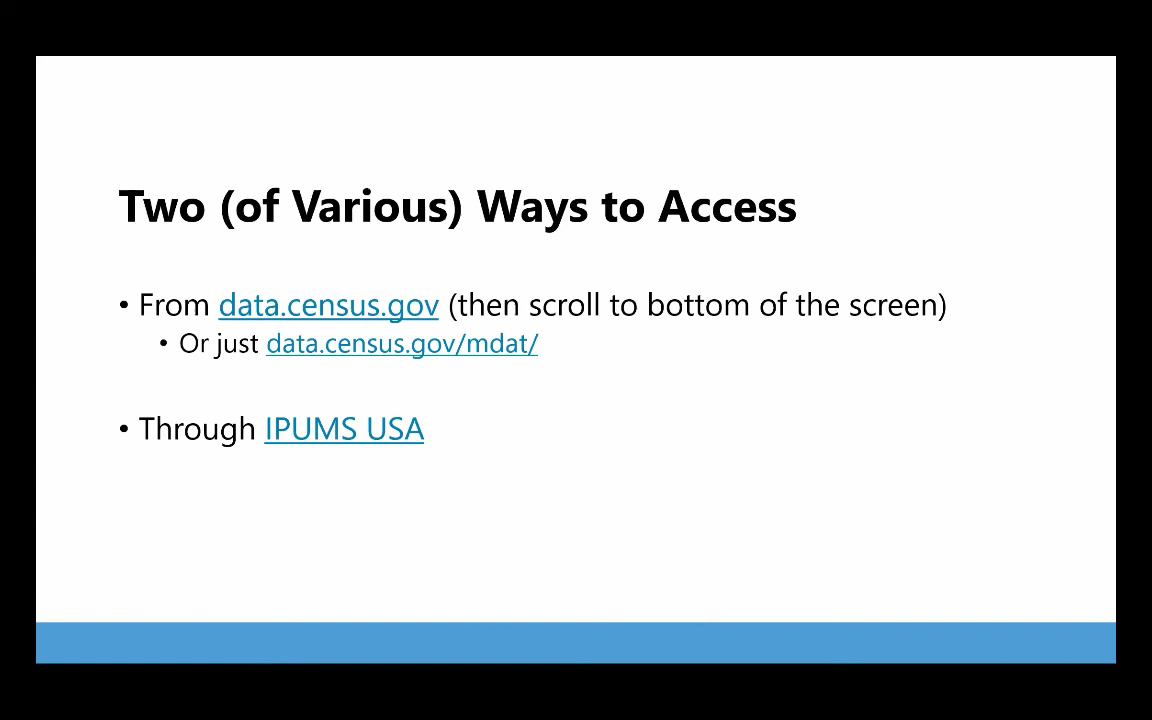 Two (of Various) Ways to Access
• From data.census.gov (then scroll to bottom of the screen)
• Or just data.census.gov/mdat/
• Through IPUMS USA